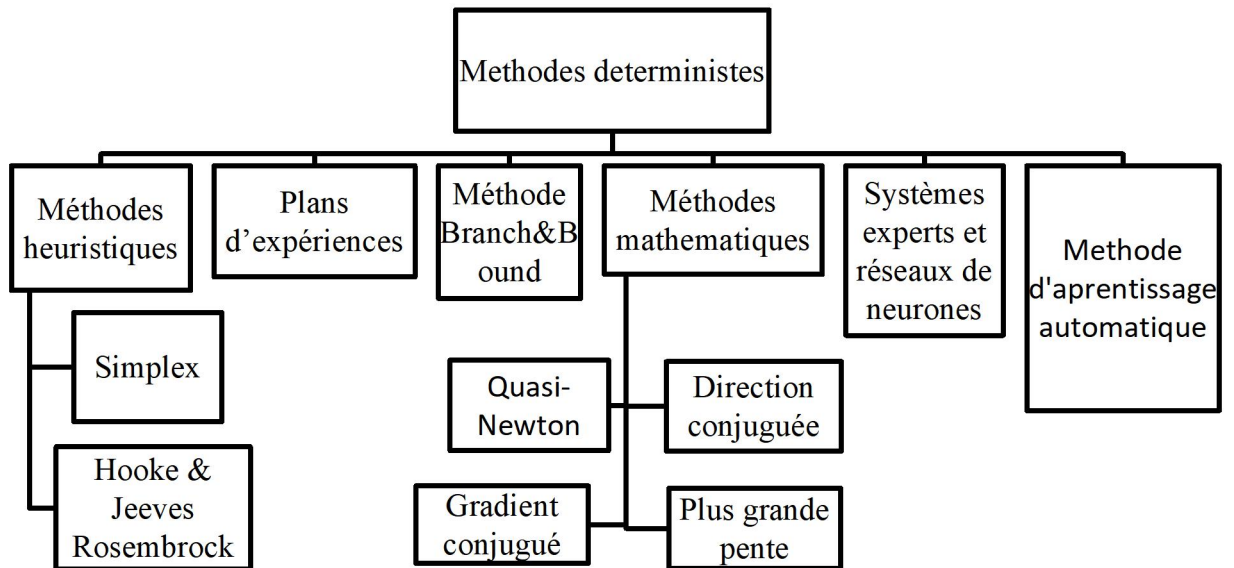 Methodes deterministes
Méthodes
heuristiques
Plans
d’expériences
Méthode
Branch&B
ound
Méthodes
mathematiques
Systèmes
experts et
réseaux de
neurones
Methode
d'aprentissage
automatique
Simplex
Hooke &
Jeeves
Rosembrock
Quasi-
Newton
Direction
conjuguée
Gradient
conjugué
Plus grande
pente